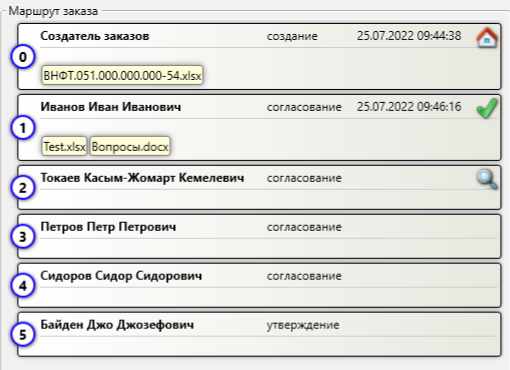 Маршрут заказа
Создатель заказов создание 25.07.2022 09:44:38
0
ВНФТ.051.000.000.000-54.xlsx
Иванов Иван Иванович согласование 25.07.2022 09:46:16
1
Test.xlsx Вопросы.docx
Токаев Касым-Жомарт Кемелевич согласование
2
Петров Петр Петрович согласование
3
Сидоров Сидор Сидорович согласование
4
Байден Джо Джозефович утверждение
5